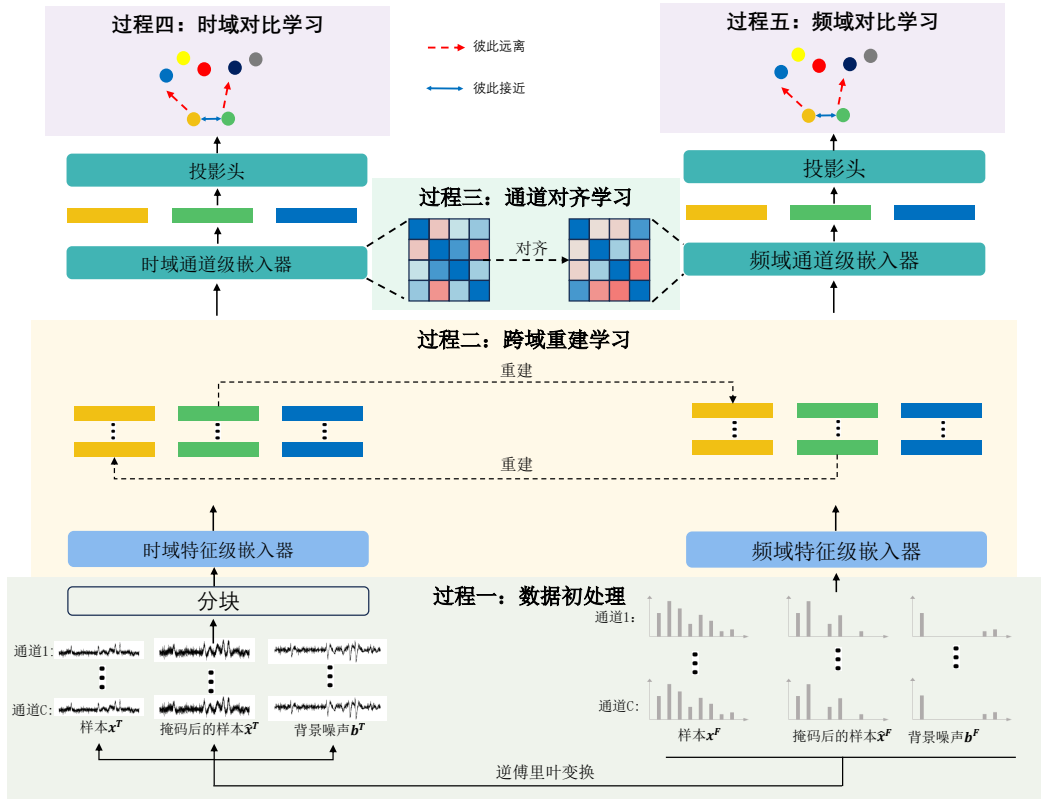 过程四：时域对比学习
彼此远离
彼此接近
过程五：频域对比学习
投影头
投影头
过程三：通道对齐学习
对齐
时域通道级嵌入器
频域通道级嵌入器
过程二：跨域重建学习
重建
重建
时域特征级嵌入器
频域特征级嵌入器
过程一：数据初处理
分块
通道1:
通道C:
样本x^T
掩码后的样本x̂^T
背景噪声b^T
通道1:
通道C:
样本x^F
掩码后的样本x̂^F
背景噪声b^F
逆傅里叶变换